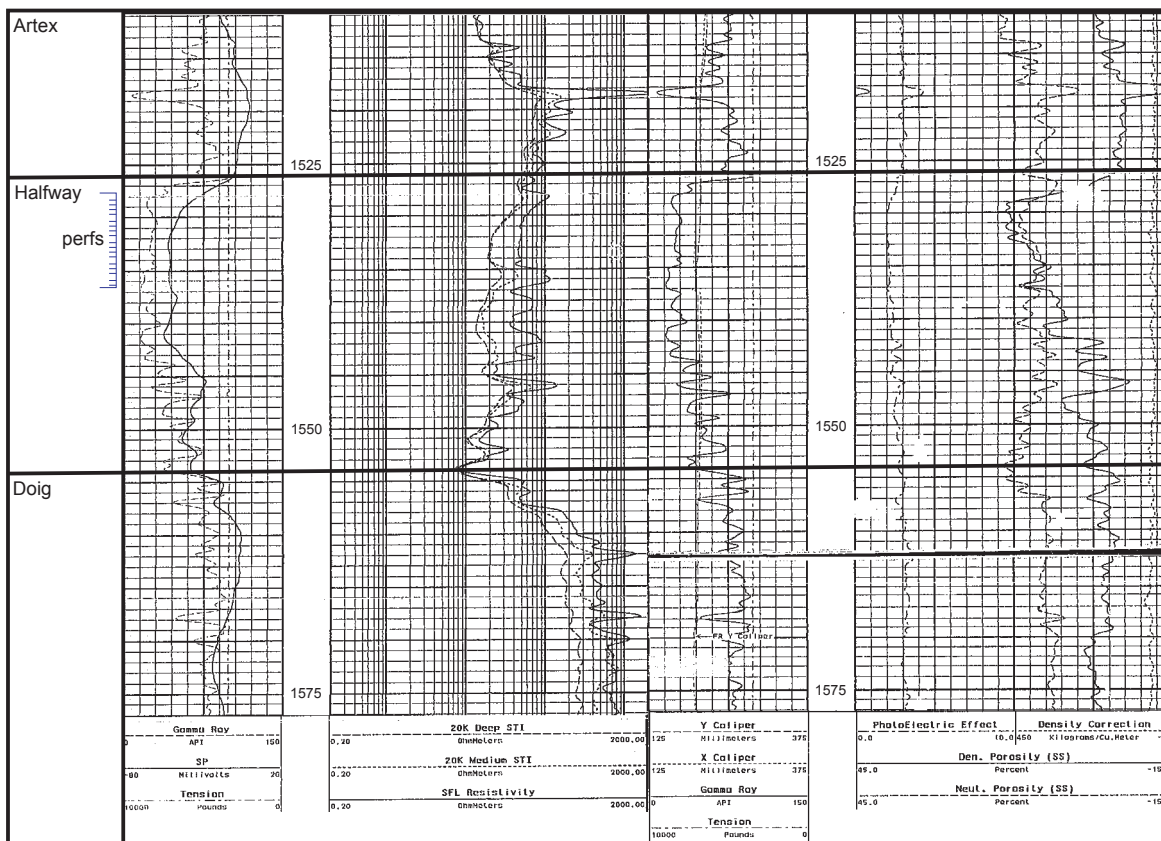 Artex
1525
1525
Halfway
perfs
1550
1550
Doig
<-- FR Y Caliper
1575
1575
Gamma Ray
0 API 150
SP
-80 Millivolts 20
Tension
10000 Pounds 0
20K Deep STI
0.20 OhmMeters 2000.00
20K Medium STI
0.20 OhmMeters 2000.00
SFL Resistivity
0.20 OhmMeters 2000.00
Y Caliper
125 Millimeters 375
X Caliper
125 Millimeters 375
Gamma Ray
0 API 150
Tension
10000 Pounds 0
PhotoElectric Effect
0.0 10.0
Density Correction
450 Kilograms/Cu.Meter
Den. Porosity (SS)
45.0 Percent -15
Neut. Porosity (SS)
45.0 Percent -15